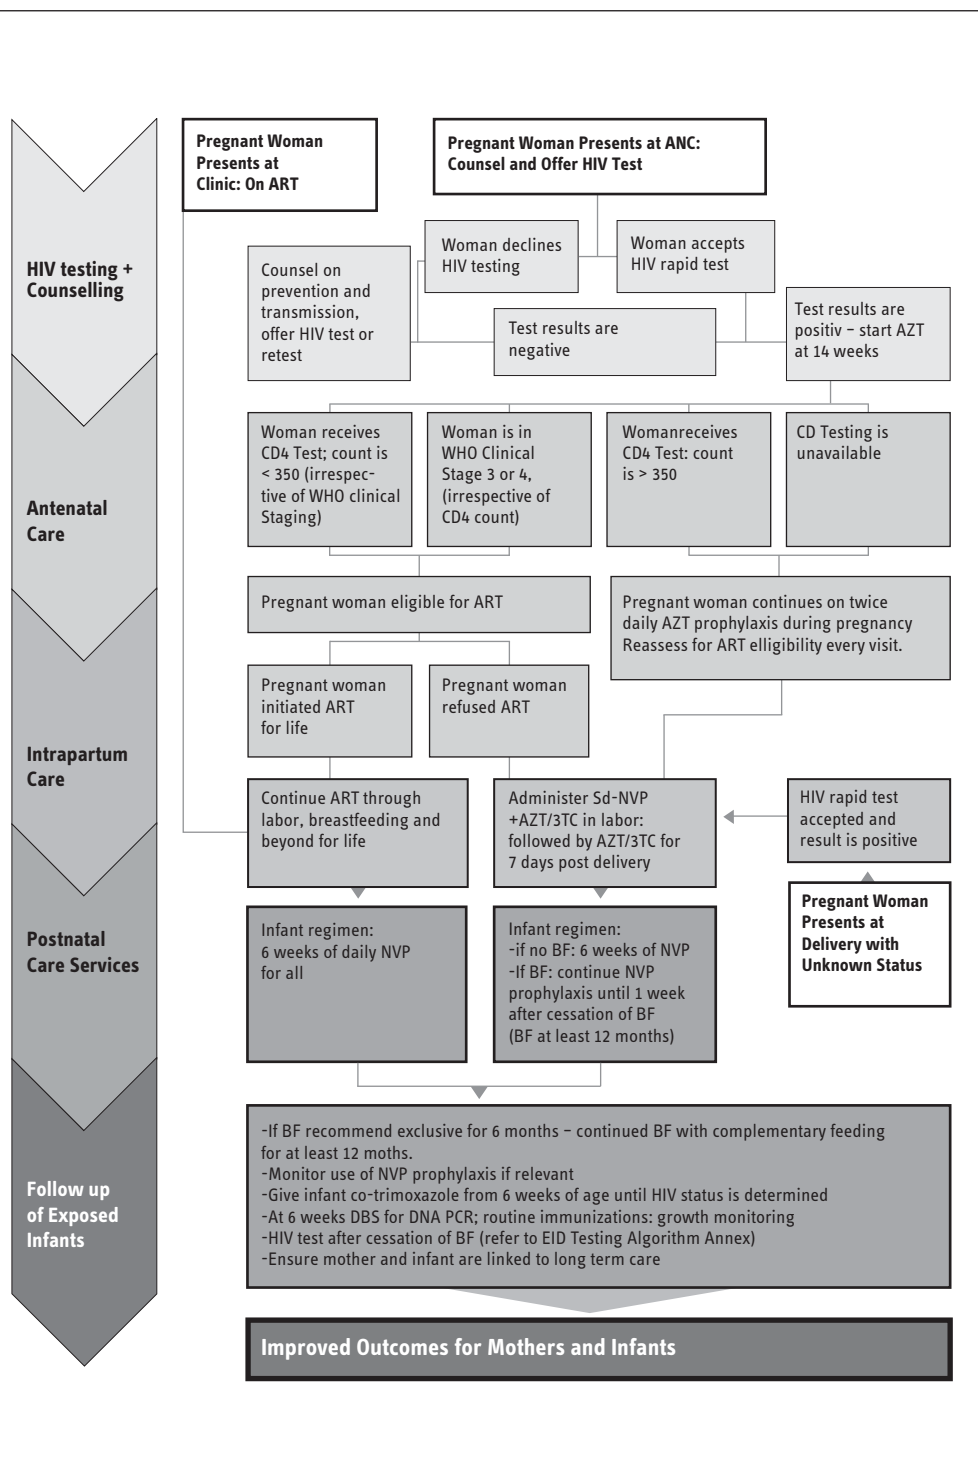 Pregnant Woman
Presents at
Clinic: On ART
Pregnant Woman Presents at ANC:
Counsel and Offer HIV Test
HIV testing +
Counselling
Counsel on
prevention and
transmission,
offer HIV test or
retest
Woman declines
HIV testing
Woman accepts
HIV rapid test
Test results are
negative
Test results are
positiv – start AZT
at 14 weeks
Antenatal
Care
Woman receives
CD4 Test; count is
< 350 (irrespec-
tive of WHO clinical
Staging)
Woman is in
WHO Clinical
Stage 3 or 4,
(irrespective of
CD4 count)
Womanreceives
CD4 Test: count
is > 350
CD Testing is
unavailable
Pregnant woman eligible for ART
Pregnant woman continues on twice
daily AZT prophylaxis during pregnancy
Reassess for ART elligibility every visit.
Pregnant woman
initiated ART
for life
Pregnant woman
refused ART
Intrapartum
Care
Continue ART through
labor, breastfeeding and
beyond for life
Administer Sd-NVP
+AZT/3TC in labor:
followed by AZT/3TC for
7 days post delivery
HIV rapid test
accepted and
result is positive
Pregnant Woman
Presents at
Delivery with
Unknown Status
Postnatal
Care Services
Infant regimen:
6 weeks of daily NVP
for all
Infant regimen:
-if no BF: 6 weeks of NVP
-If BF: continue NVP
prophylaxis until 1 week
after cessation of BF
(BF at least 12 months)
Follow up
of Exposed
Infants
-If BF recommend exclusive for 6 months – continued BF with complementary feeding
for at least 12 moths.
-Monitor use of NVP prophylaxis if relevant
-Give infant co-trimoxazole from 6 weeks of age until HIV status is determined
-At 6 weeks DBS for DNA PCR; routine immunizations: growth monitoring
-HIV test after cessation of BF (refer to EID Testing Algorithm Annex)
-Ensure mother and infant are linked to long term care
Improved Outcomes for Mothers and Infants